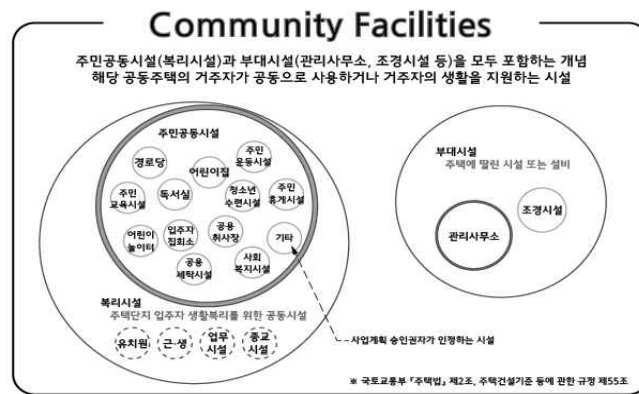 Community Facilities
주민공동시설(복리시설)과 부대시설(관리사무소, 조경시설 등)을 모두 포함하는 개념
해당 공동주택의 거주자가 공동으로 사용하거나 거주자의 생활을 지원하는 시설
주민공동시설
경로당
어린이집
주민
운동시설
주민
교육시설
독서실
청소년
수련시설
주민
휴게시설
어린이
놀이터
입주자
집회소
공용
취사장
기타
공용
세탁시설
사회
복지시설
복리시설
주택단지 입주자 생활복리를 위한 공동시설
유치원
근·생
업무
시설
종교
시설
부대시설
주택에 딸린 시설 또는 설비
조경시설
관리사무소
사업계획 승인권자가 인정하는 시설
※ 국토교통부 「주택법」 제2조, 주택건설기준 등에 관한 규정 제55조